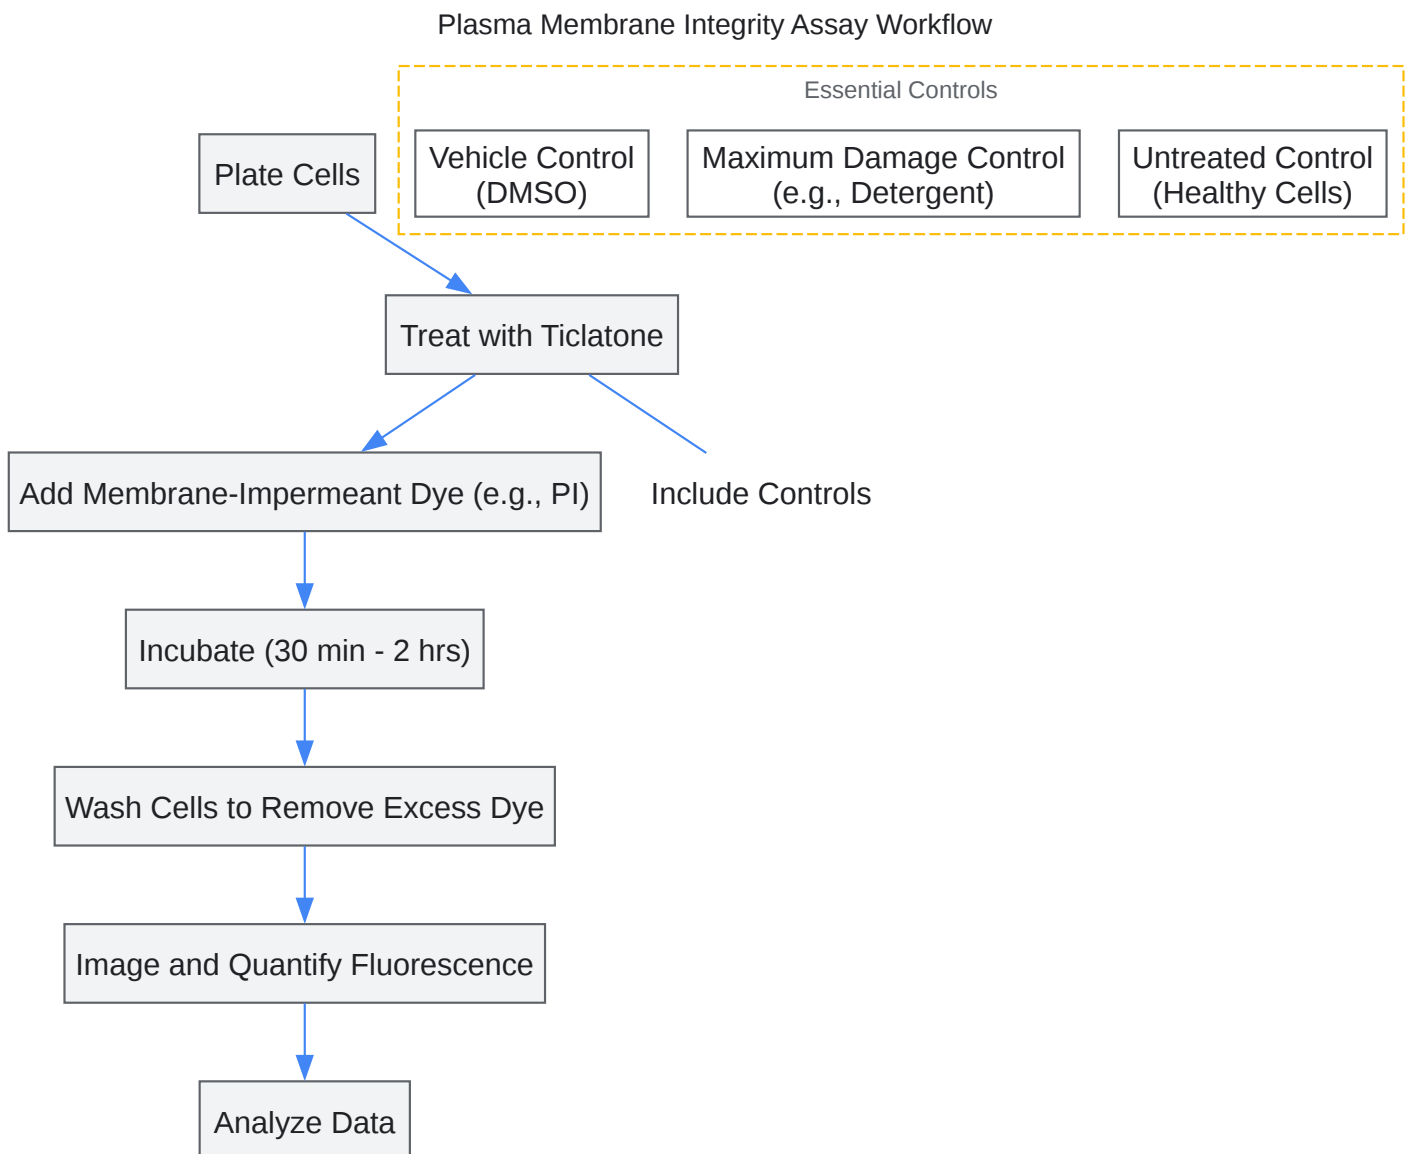 Plasma Membrane Integrity Assay Workflow
Essential Controls
Plate Cells
Vehicle Control
(DMSO)
Maximum Damage Control
(e.g., Detergent)
Untreated Control
(Healthy Cells)
Treat with Ticlatone
Add Membrane-Impermeant Dye (e.g., PI)
Include Controls
Incubate (30 min - 2 hrs)
Wash Cells to Remove Excess Dye
Image and Quantify Fluorescence
Analyze Data